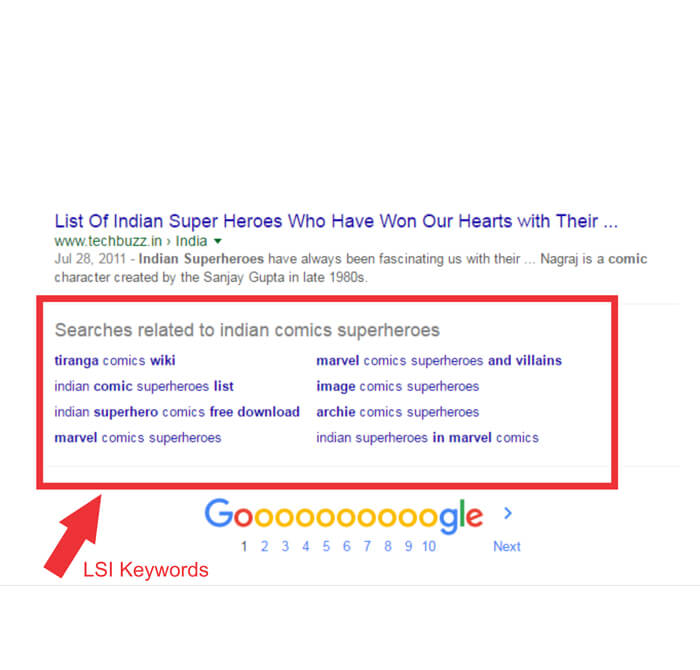 List Of Indian Super Heroes Who Have Won Our Hearts with Their ...
www.techbuzz.in › India ▼
Jul 28, 2011 - Indian Superheroes have always been fascinating us with their ... Nagraj is a comic
character created by the Sanjay Gupta in late 1980s.
Searches related to indian comics superheroes
tiranga comics wiki
indian comic superheroes list
indian superhero comics free download
marvel comics superheroes
marvel comics superheroes and villains
image comics superheroes
archie comics superheroes
indian superheroes in marvel comics
Goooooooooogle >
1 2 3 4 5 6 7 8 9 10 Next
LSI Keywords